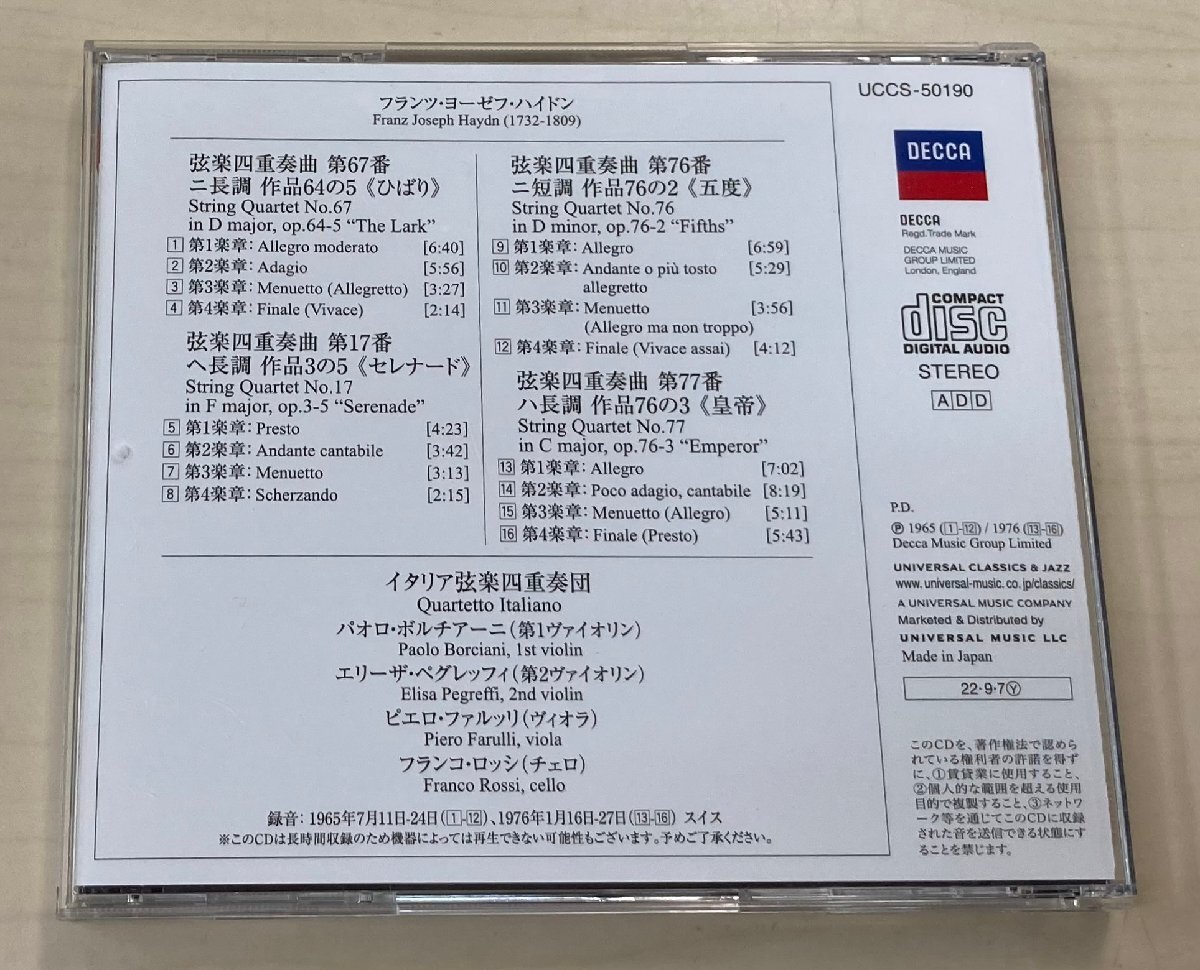 フランツ・ヨーゼフ・ハイドン
Franz Joseph Haydn (1732-1809)
弦楽四重奏曲 第67番
ニ長調 作品64の5《ひばり》
String Quartet No.67
in D major, op.64-5 “The Lark”
1 第1楽章: Allegro moderato [6:40]
2 第2楽章: Adagio [5:56]
3 第3楽章: Menuetto (Allegretto) [3:27]
4 第4楽章: Finale (Vivace) [2:14]
弦楽四重奏曲 第17番
ヘ長調 作品3の5《セレナード》
String Quartet No.17
in F major, op.3-5 “Serenade”
5 第1楽章: Presto [4:23]
6 第2楽章: Andante cantabile [3:42]
7 第3楽章: Menuetto [3:13]
8 第4楽章: Scherzando [2:15]
弦楽四重奏曲 第76番
ニ短調 作品76の2《五度》
String Quartet No.76
in D minor, op.76-2 “Fifths”
9 第1楽章: Allegro [6:59]
10 第2楽章: Andante o più tosto [5:29]
allegretto
11 第3楽章: Menuetto [3:56]
(Allegro ma non troppo)
12 第4楽章: Finale (Vivace assai) [4:12]
弦楽四重奏曲 第77番
ハ長調 作品76の3《皇帝》
String Quartet No.77
in C major, op.76-3 “Emperor”
13 第1楽章: Allegro [7:02]
14 第2楽章: Poco adagio, cantabile [8:19]
15 第3楽章: Menuetto (Allegro) [5:11]
16 第4楽章: Finale (Presto) [5:43]
イタリア弦楽四重奏団
Quartetto Italiano
パオロ・ボルチアーニ(第1ヴァイオリン)
Paolo Borciani, 1st violin
エリーザ・ペグレッフィ(第2ヴァイオリン)
Elisa Pegreffi, 2nd violin
ピエロ・ファルッリ(ヴィオラ)
Piero Farulli, viola
フランコ・ロッシ(チェロ)
Franco Rossi, cello
録音: 1965年7月11日-24日(1-12)、1976年1月16日-27日(13-16) スイス
※このCDは長時間収録のため機器によっては再生できない可能性もございます。予めご了承ください。
UCCS-50190
DECCA
DECCA
Regd. Trade Mark
DECCA MUSIC
GROUP LIMITED
London, England
COMPACT
disc
DIGITAL AUDIO
STEREO
ADD
P.D.
℗ 1965 (1-12) / 1976 (13-16)
Decca Music Group Limited
UNIVERSAL CLASSICS & JAZZ
www.universal-music.co.jp/classics/
A UNIVERSAL MUSIC COMPANY
Marketed & Distributed by
UNIVERSAL MUSIC LLC
Made in Japan
22・9・7Ⓨ
このCDを、著作権法で認めら
れている権利者の許諾を得ず
に、①賃貸業に使用すること、
②個人的な範囲を超える使用
目的で複製すること、③ネットワ
ーク等を通じてこのCDに収録
された音を送信できる状態にす
ることを禁じます。